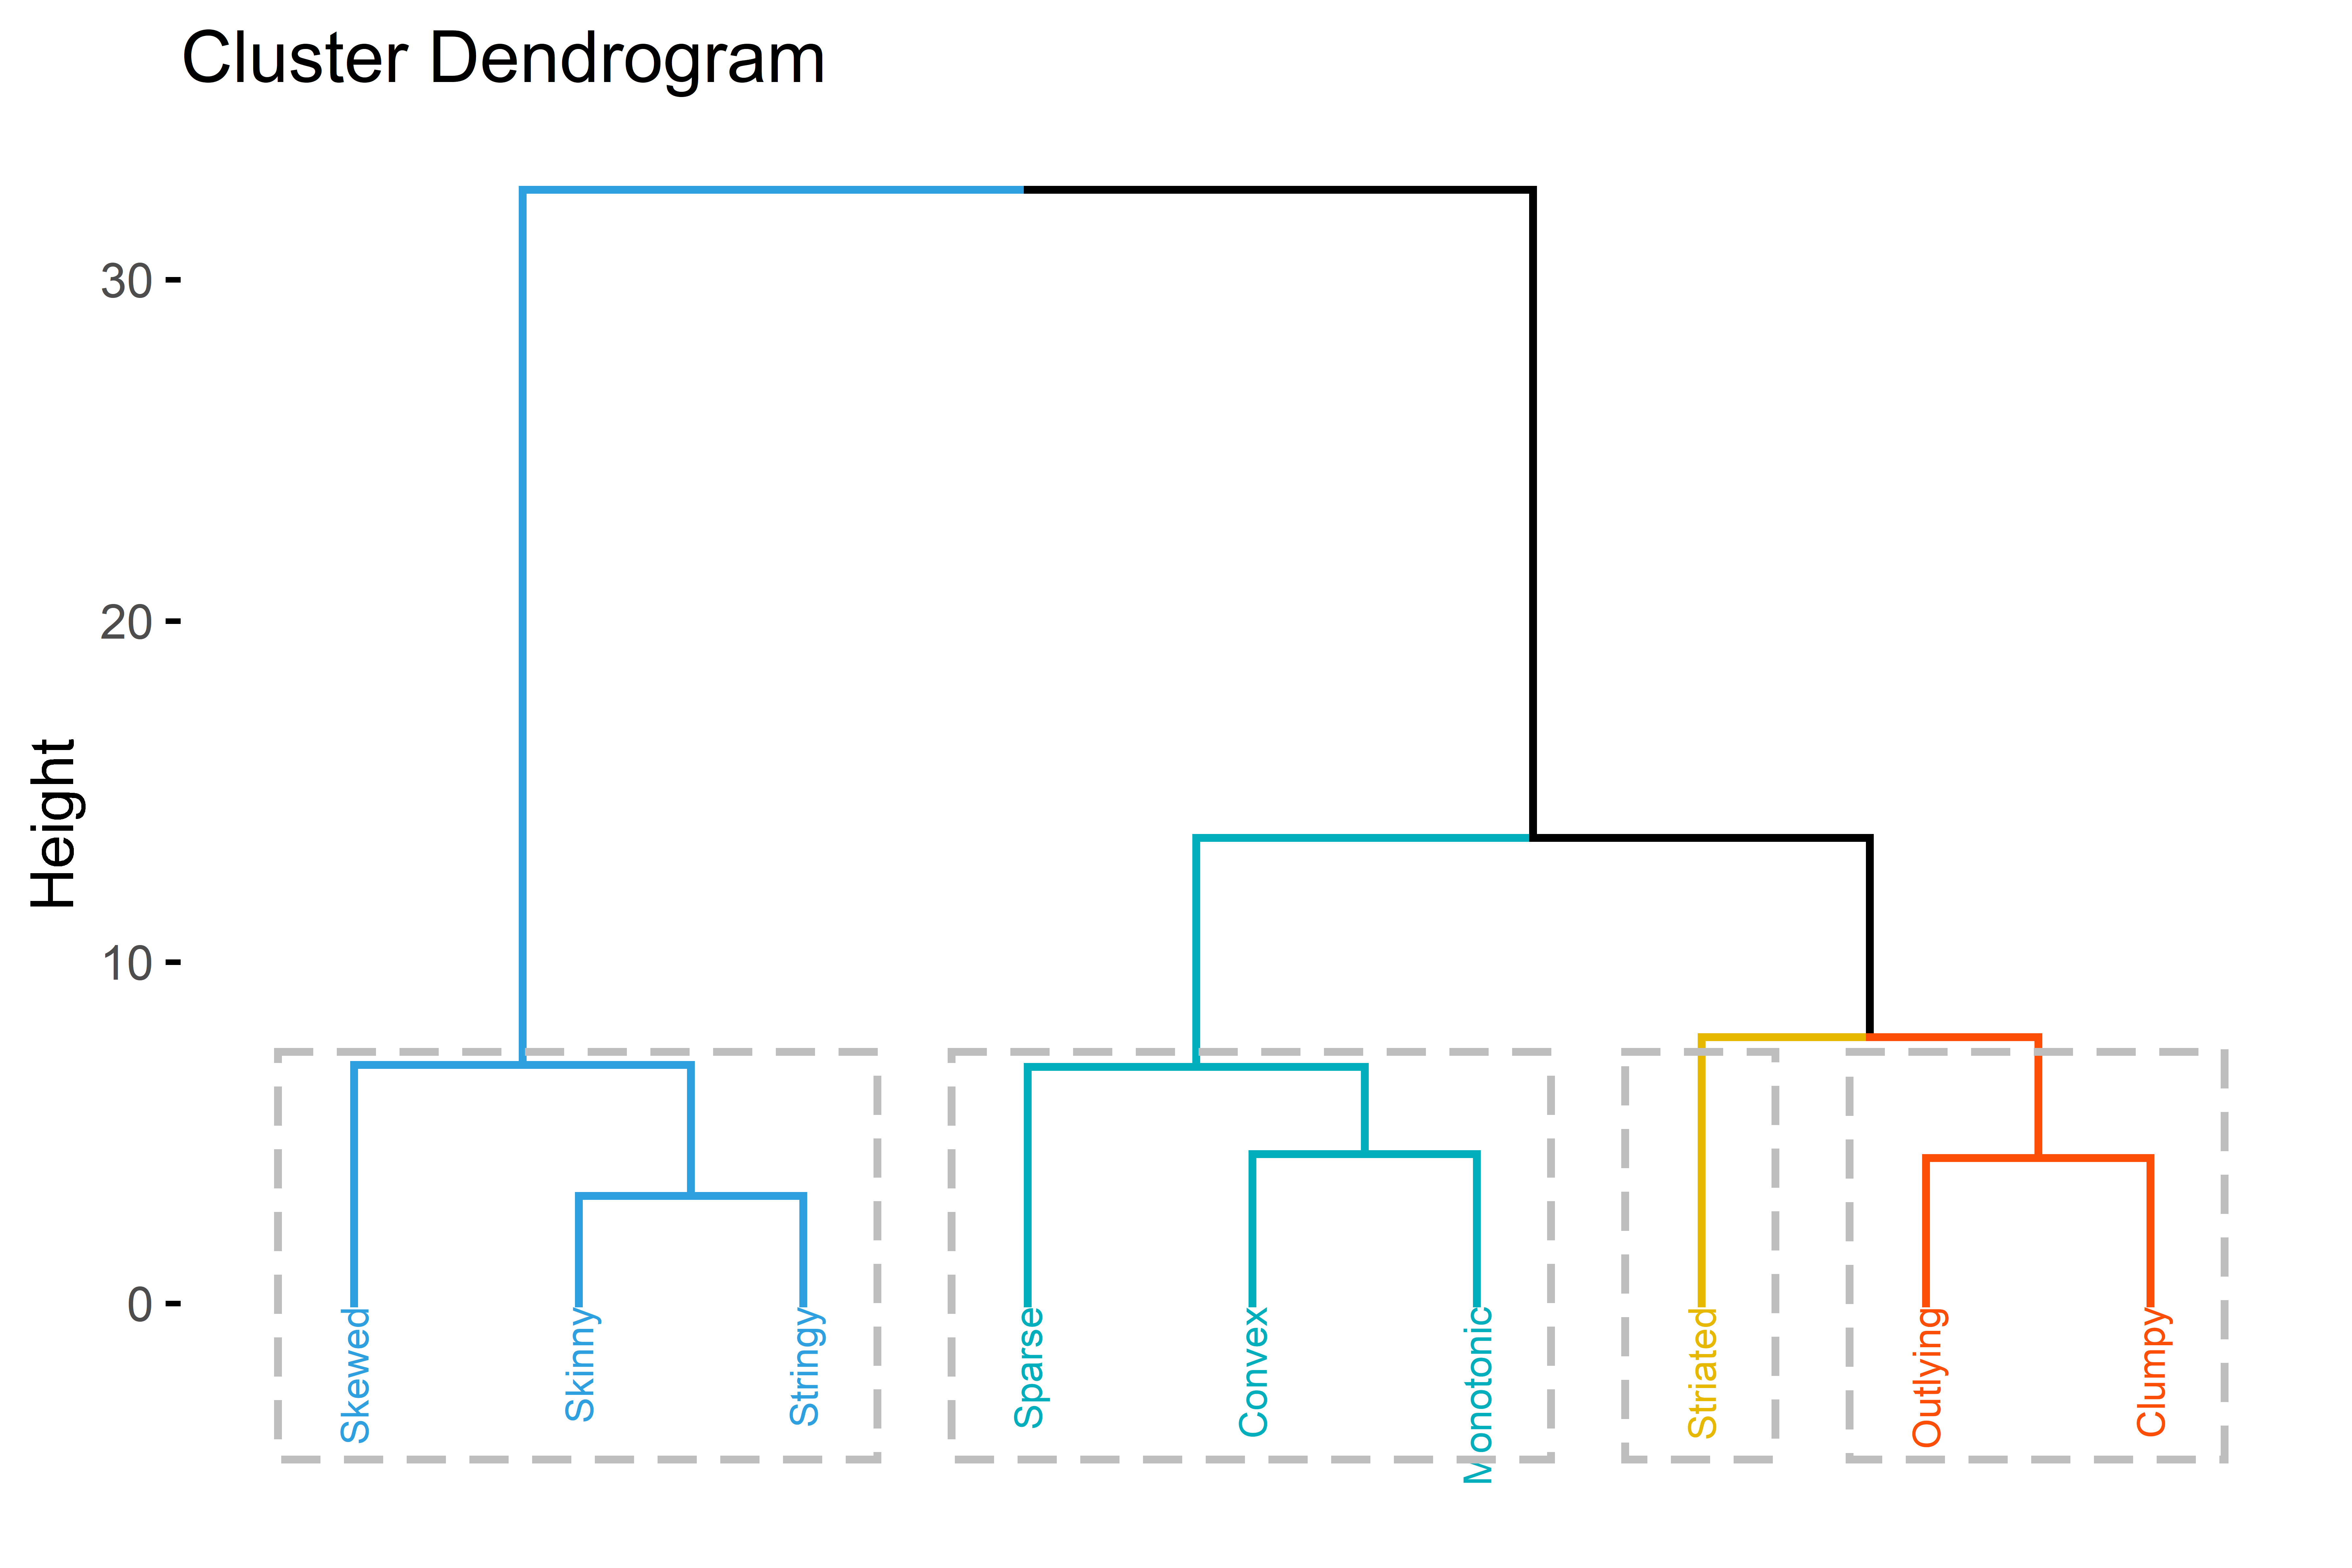 Cluster Dendrogram
Height
30
20
10
0
Skewed
Skinny
Stringy
Sparse
Convex
Monotonic
Striated
Outlying
Clumpy